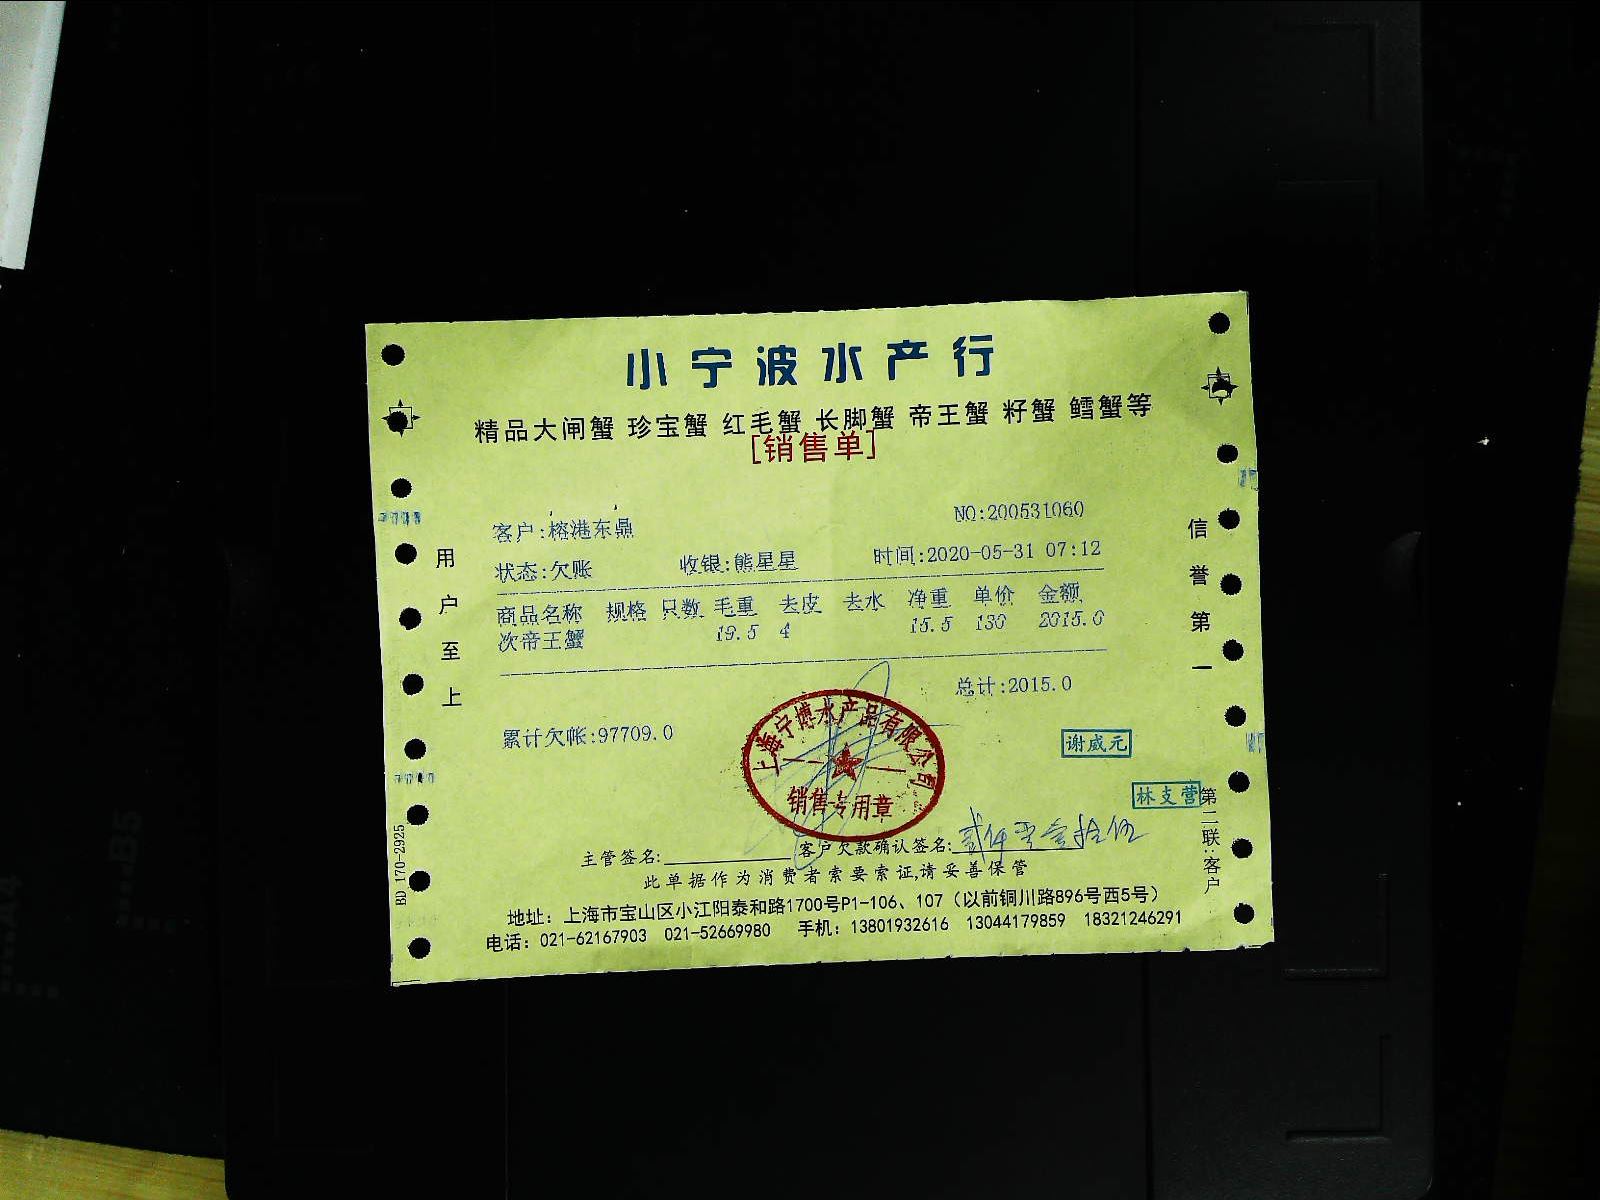 小宁波水产行
精品大闸蟹 珍宝蟹 红毛蟹 长脚蟹 帝王蟹 籽蟹 鳕蟹等
[销售单]
NO:200531060
客户:榕港东鼎
状态:欠账 收银:熊星星 时间:2020-05-31 07:12
商品名称 规格 只数 毛重 去皮 去水 净重 单价 金额
次帝王蟹 19.5 4 15.5 130 2015.0
总计:2015.0
累计欠帐:97709.0
用户至上
信誉第一
上海宁博水产品有限公司
销售专用章
谢威元
林支营
第二联:客户
BD 170-2925
主管签名: 客户欠款确认签名: 贰仟零壹拾伍
此单据作为消费者索要索证,请妥善保管
地址：上海市宝山区小江阳泰和路1700号P1-106、107（以前铜川路896号西5号）
电话：021-62167903 021-52669980 手机：13801932616 13044179859 18321246291
B5
A4